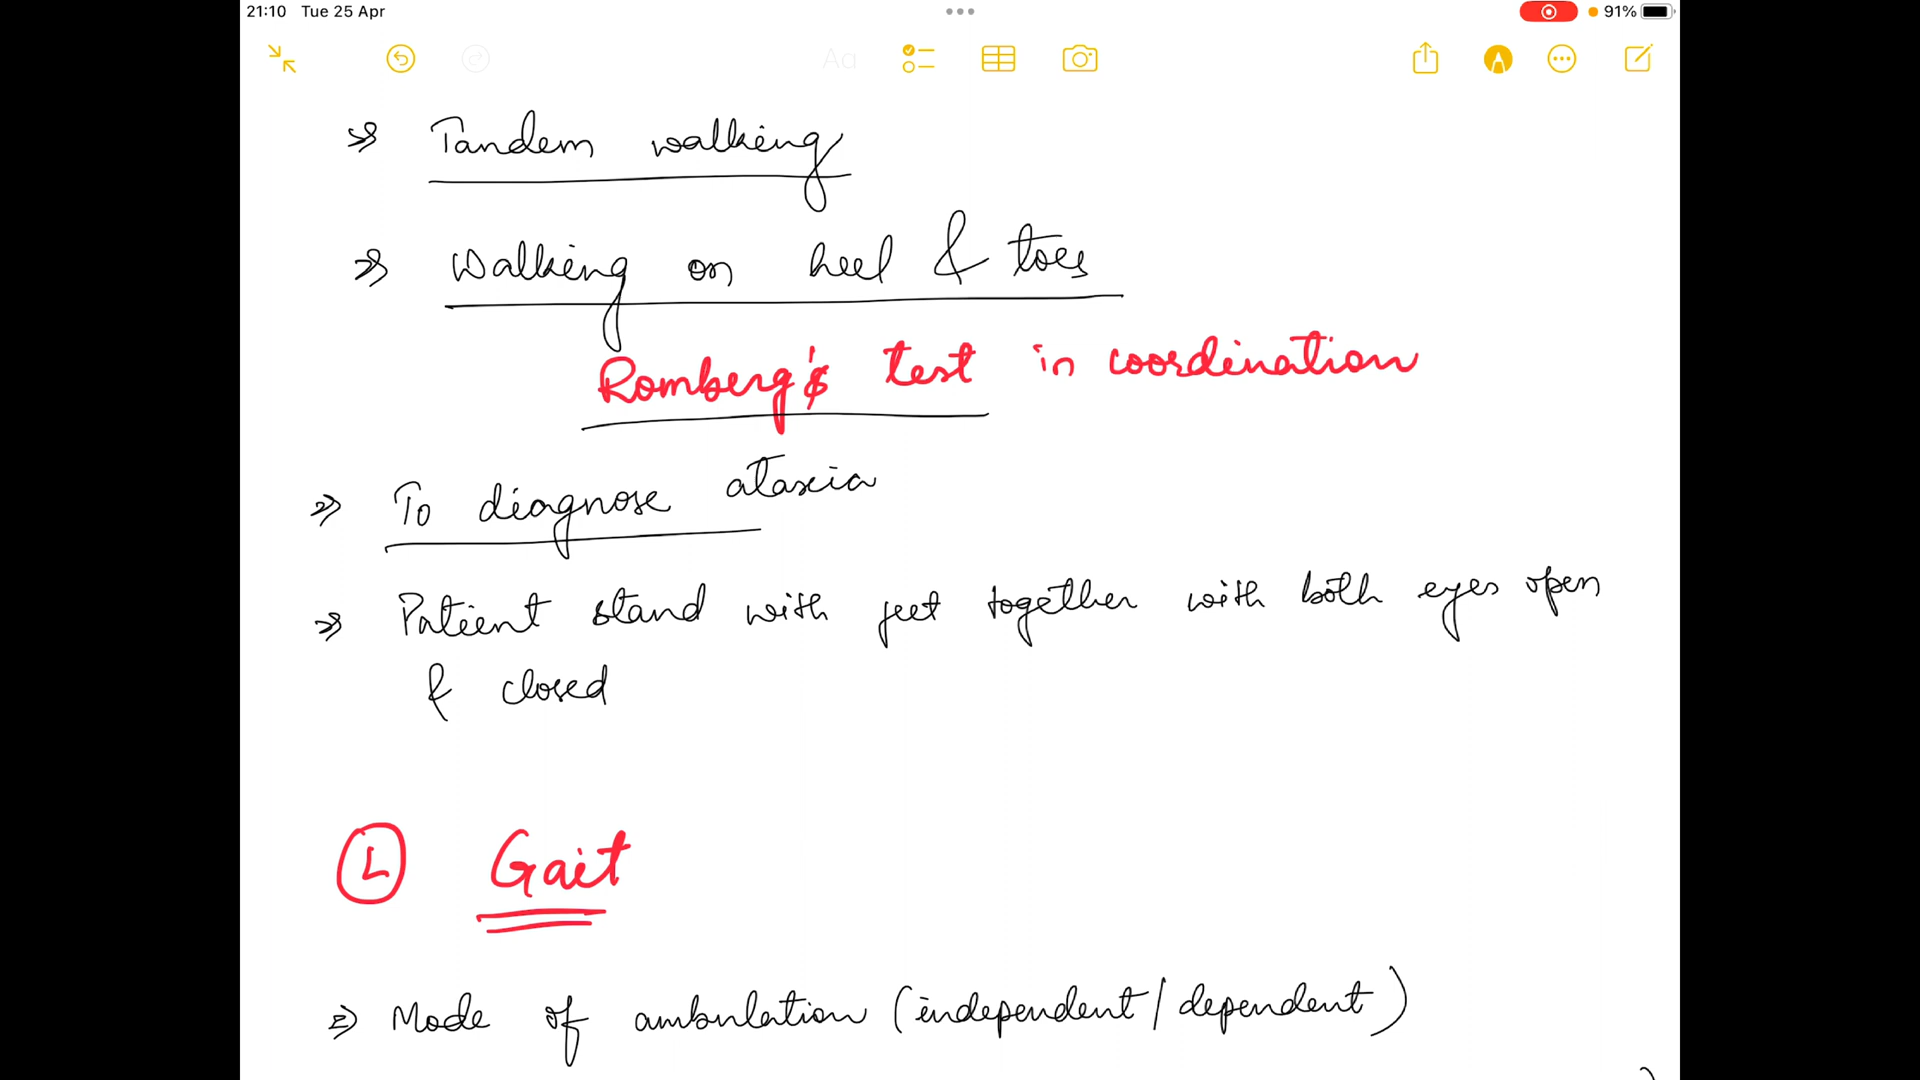 21:10 Tue 25 Apr
91%
Aa
⇒ Tandem walking
⇒ Walking on heel & toes
Romberg's test in coordination
⇒ To diagnose ataxia
⇒ Patient stand with feet together with both eyes open
& closed
L Gait
⇒ Mode of ambulation (independent/dependent)